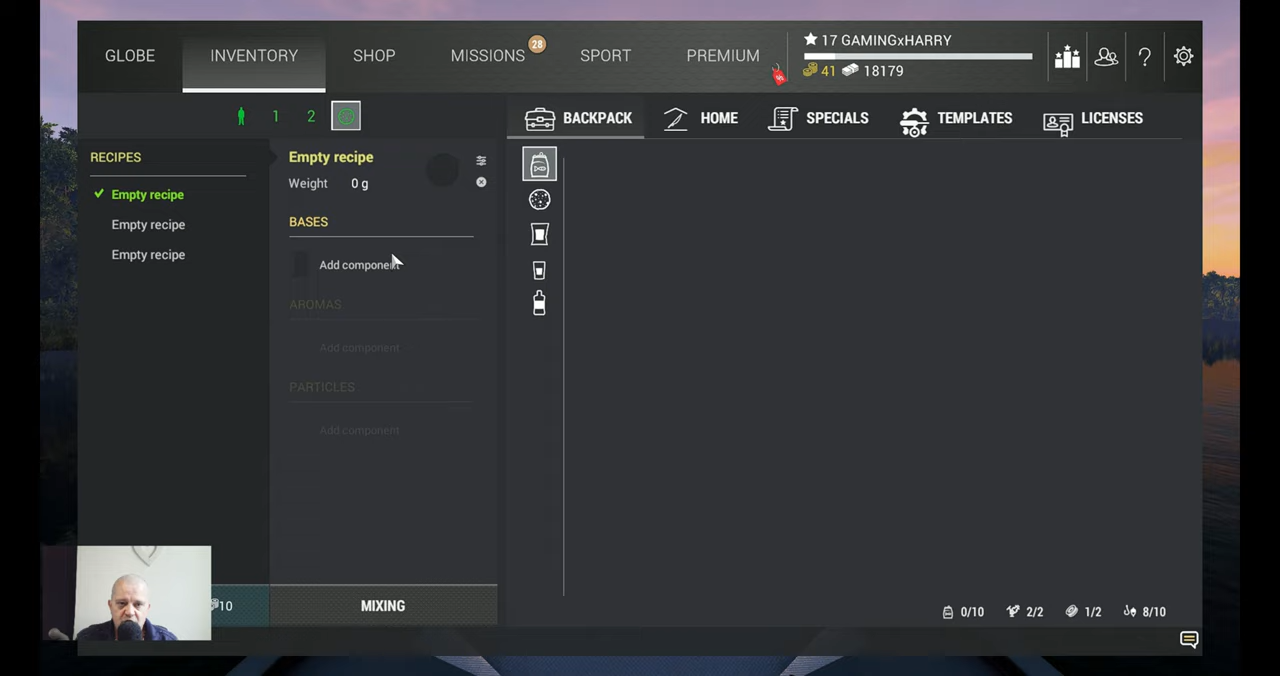 GLOBE
INVENTORY
SHOP
MISSIONS 28
SPORT
PREMIUM
17 GAMINGxHARRY
41 18179
?
1 2
BACKPACK
HOME
SPECIALS
TEMPLATES
LICENSES
RECIPES
Empty recipe
Empty recipe
Empty recipe
Empty recipe
Weight 0 g
BASES
Add component
AROMAS
Add component
PARTICLES
Add component
10
MIXING
0/10 2/2 1/2 8/10